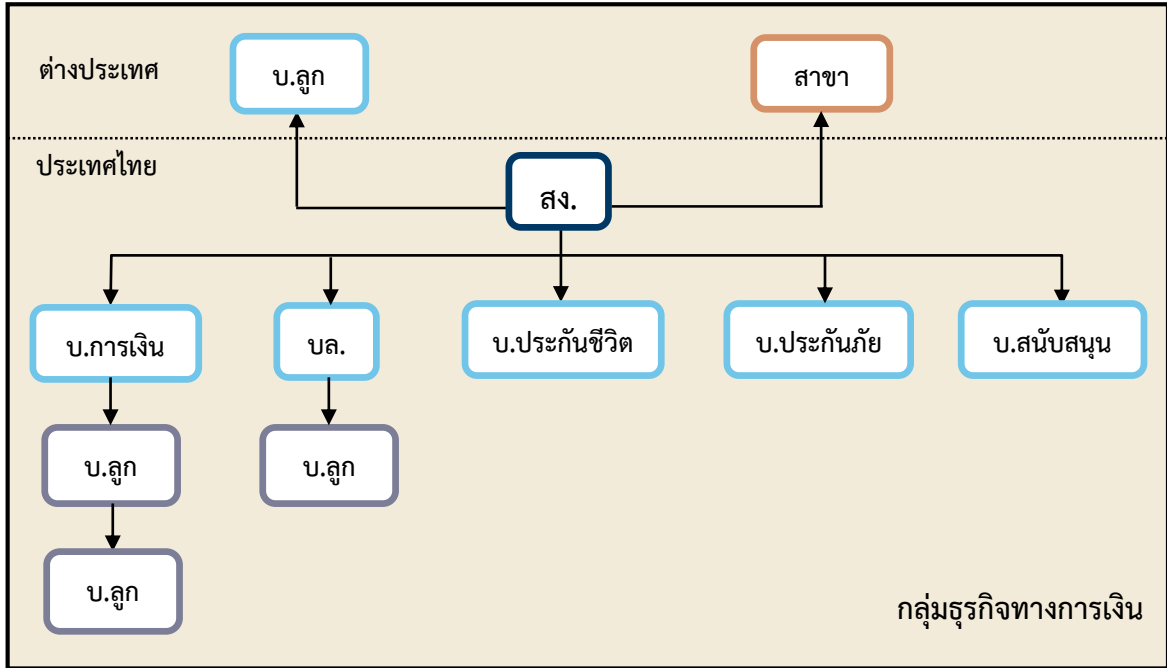 ต่างประเทศ
บ.ลูก
สาขา
ประเทศไทย
สง.
บ.การเงิน
บล.
บ.ประกันชีวิต
บ.ประกันภัย
บ.สนับสนุน
บ.ลูก
บ.ลูก
บ.ลูก
กลุ่มธุรกิจทางการเงิน